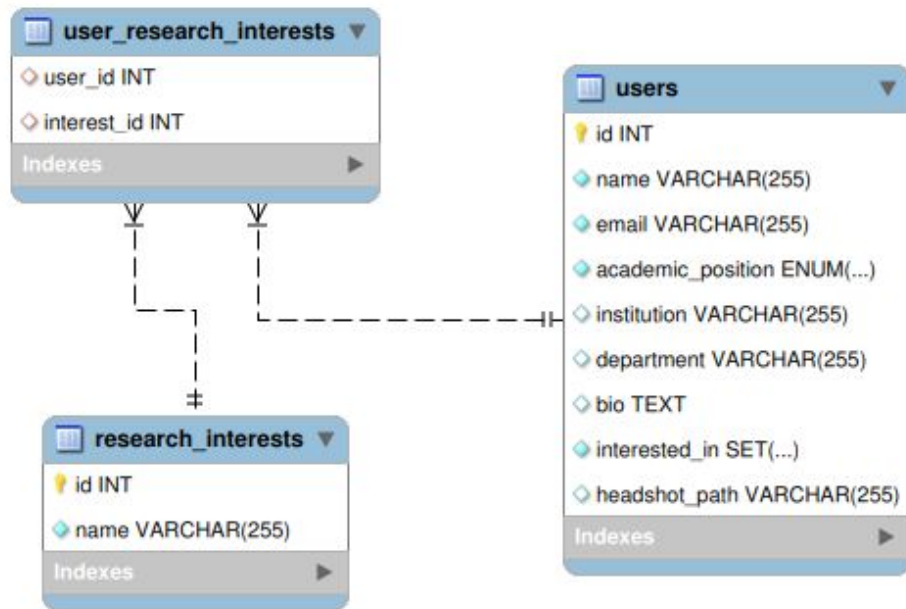 user_research_interests
user_id INT
interest_id INT
Indexes
users
id INT
name VARCHAR(255)
email VARCHAR(255)
academic_position ENUM(...)
institution VARCHAR(255)
department VARCHAR(255)
bio TEXT
interested_in SET(...)
headshot_path VARCHAR(255)
Indexes
research_interests
id INT
name VARCHAR(255)
Indexes